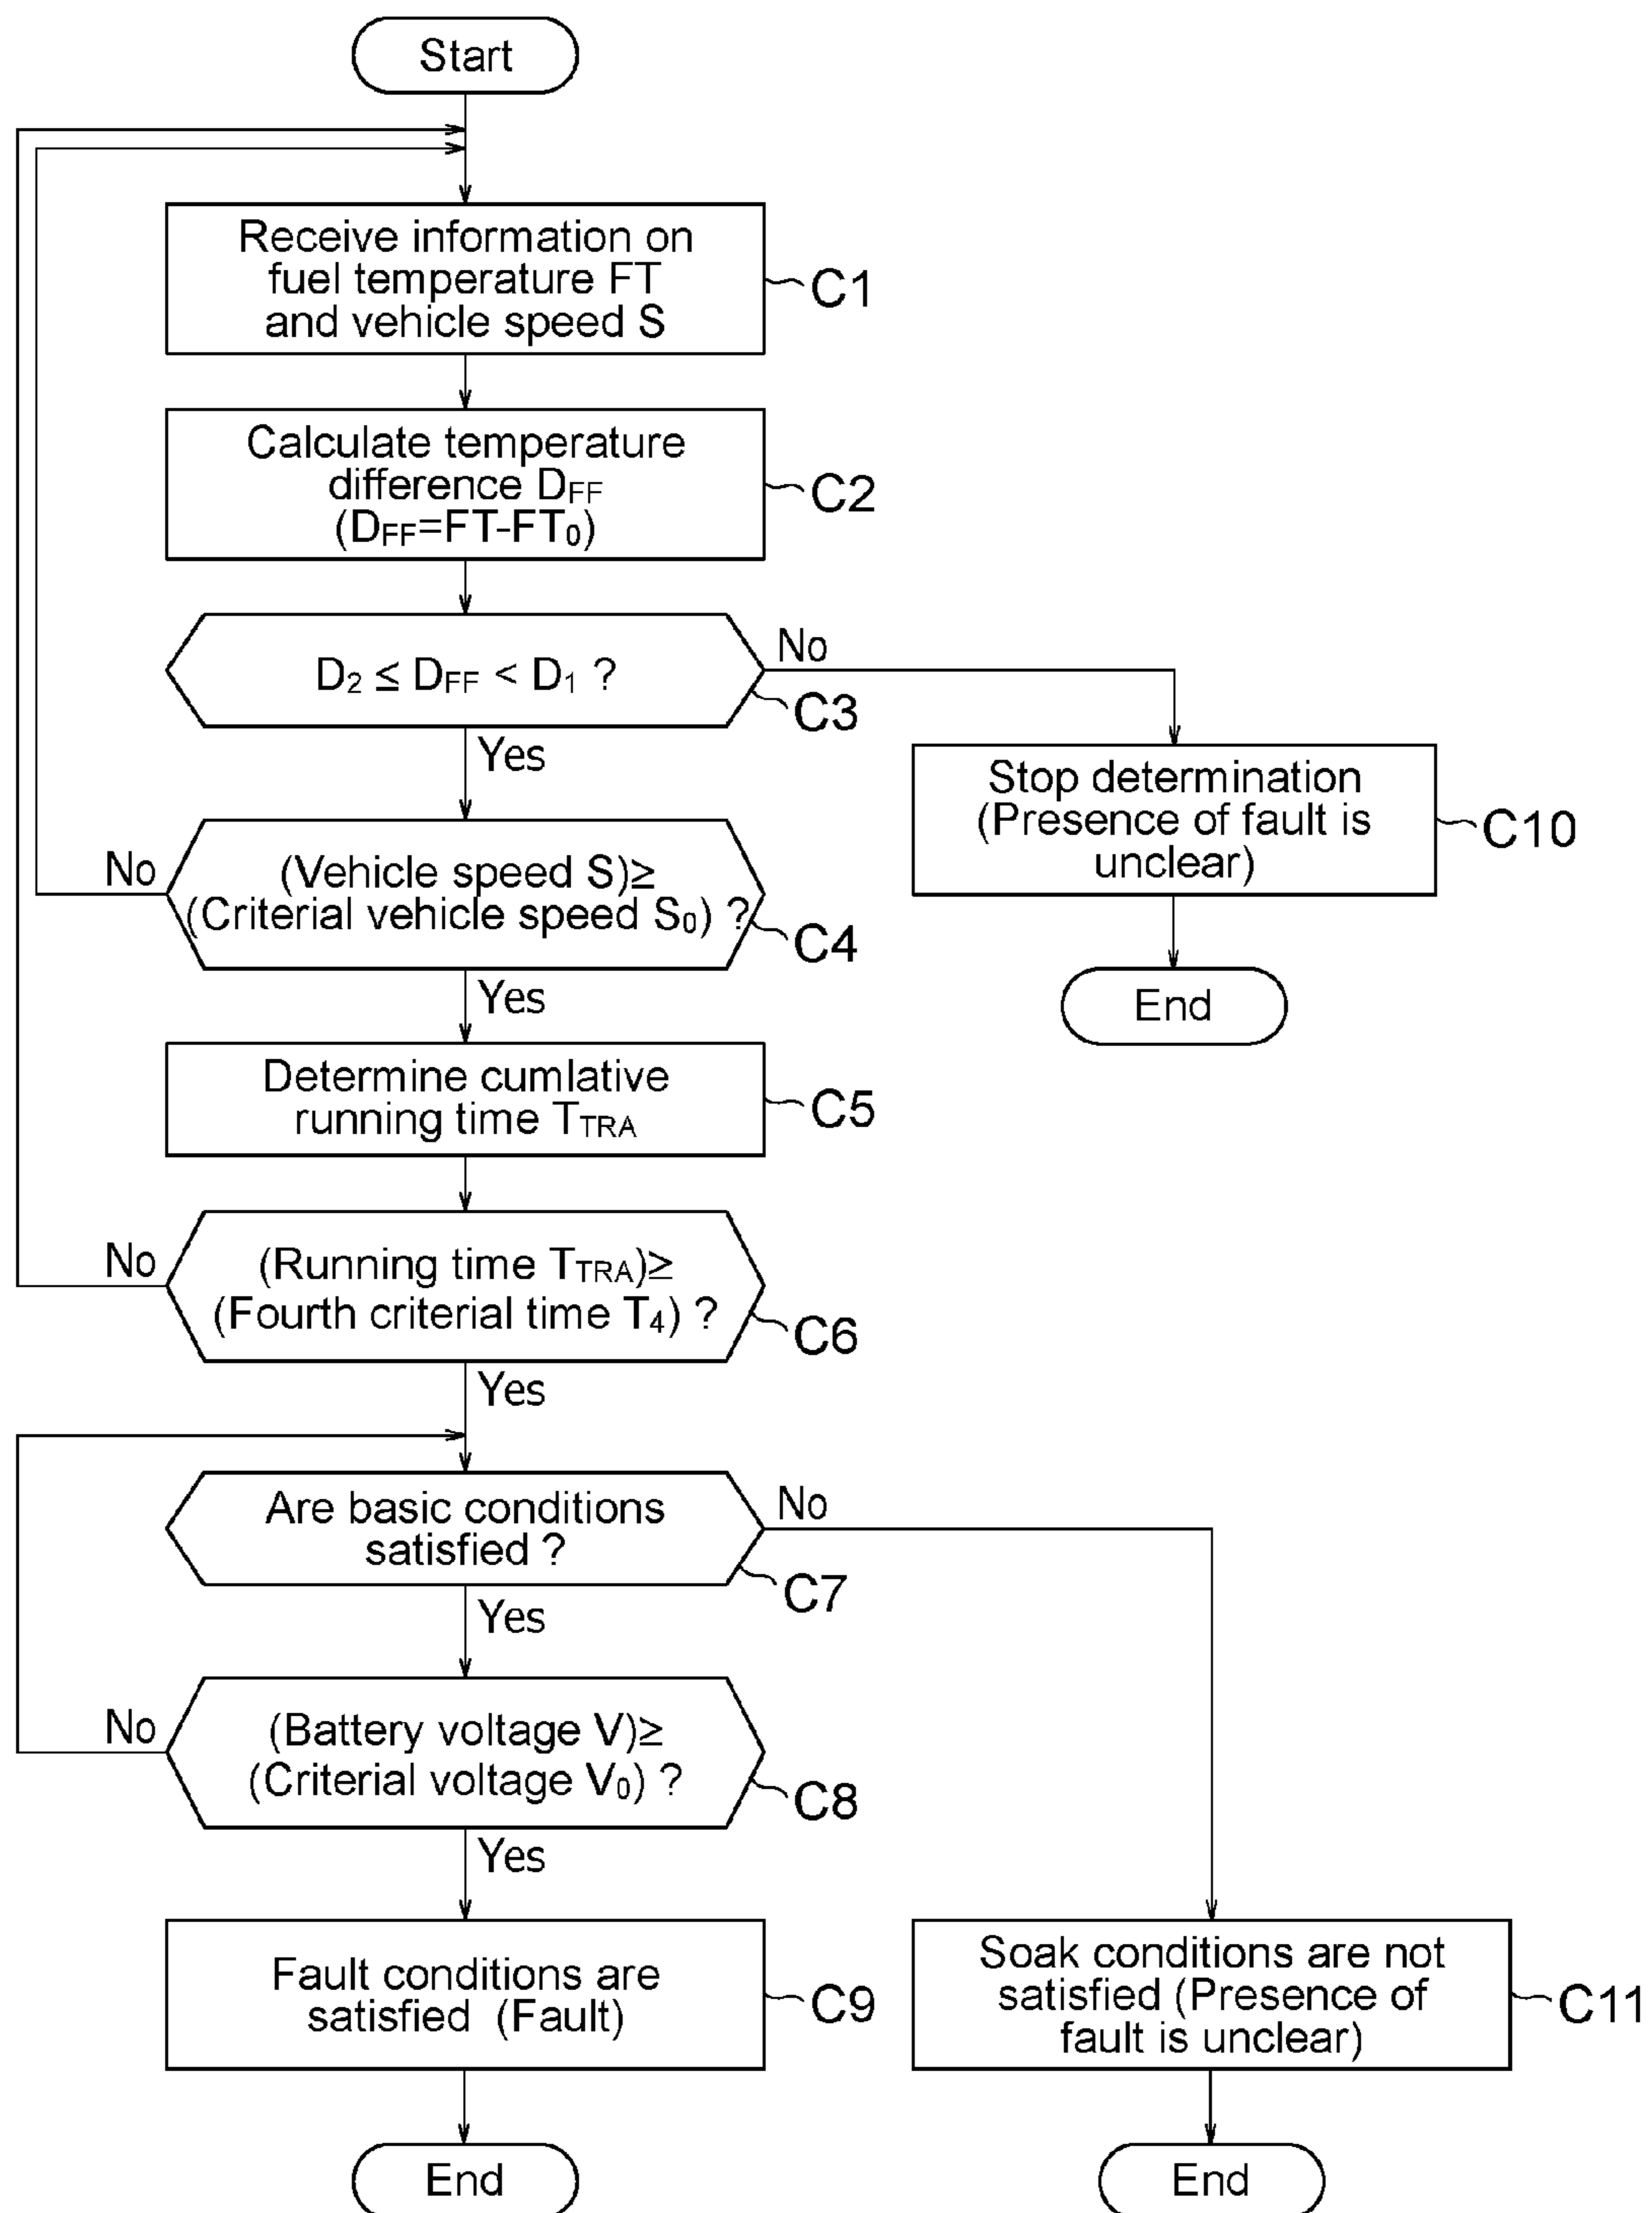 Start
Receive information on
fuel temperature FT
and vehicle speed S
C1
Calculate temperature
difference DFF
(DFF=FT-FT0)
C2
D2 ≤ DFF < D1 ?
No
C3
Yes
Stop determination
(Presence of fault is
unclear)
C10
End
No
(Vehicle speed S)≥
(Criterial vehicle speed S0) ?
C4
Yes
Determine cumlative
running time TTRA
C5
No
(Running time TTRA)≥
(Fourth criterial time T4) ?
C6
Yes
Are basic conditions
satisfied ?
No
C7
Yes
No
(Battery voltage V)≥
(Criterial voltage V0) ?
C8
Yes
Fault conditions are
satisfied (Fault)
C9
Soak conditions are not
satisfied (Presence of
fault is unclear)
C11
End
End